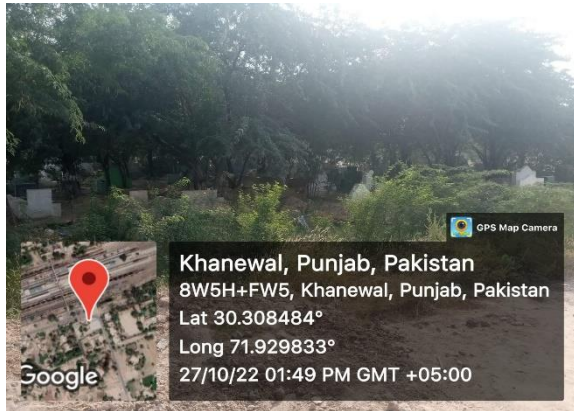 GPS Map Camera
Khanewal, Punjab, Pakistan
8W5H+FW5, Khanewal, Punjab, Pakistan
Lat 30.308484°
Long 71.929833°
27/10/22 01:49 PM GMT +05:00
Google